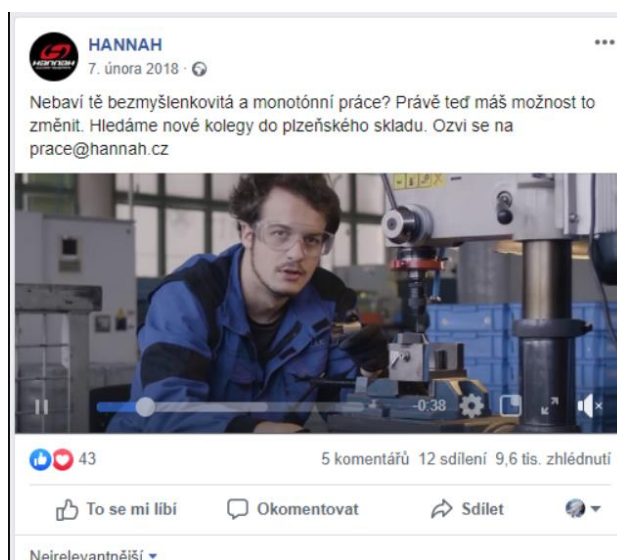 HANNAH
7. února 2018 ·
Nebaví tě bezmyšlenkovitá a monotónní práce? Právě teď máš možnost to
změnit. Hledáme nové kolegy do plzeňského skladu. Ozvi se na
prace@hannah.cz
-0:38
43
5 komentářů 12 sdílení 9,6 tis. zhlédnutí
To se mi líbí Okomentovat Sdílet
Nejrelevantnější